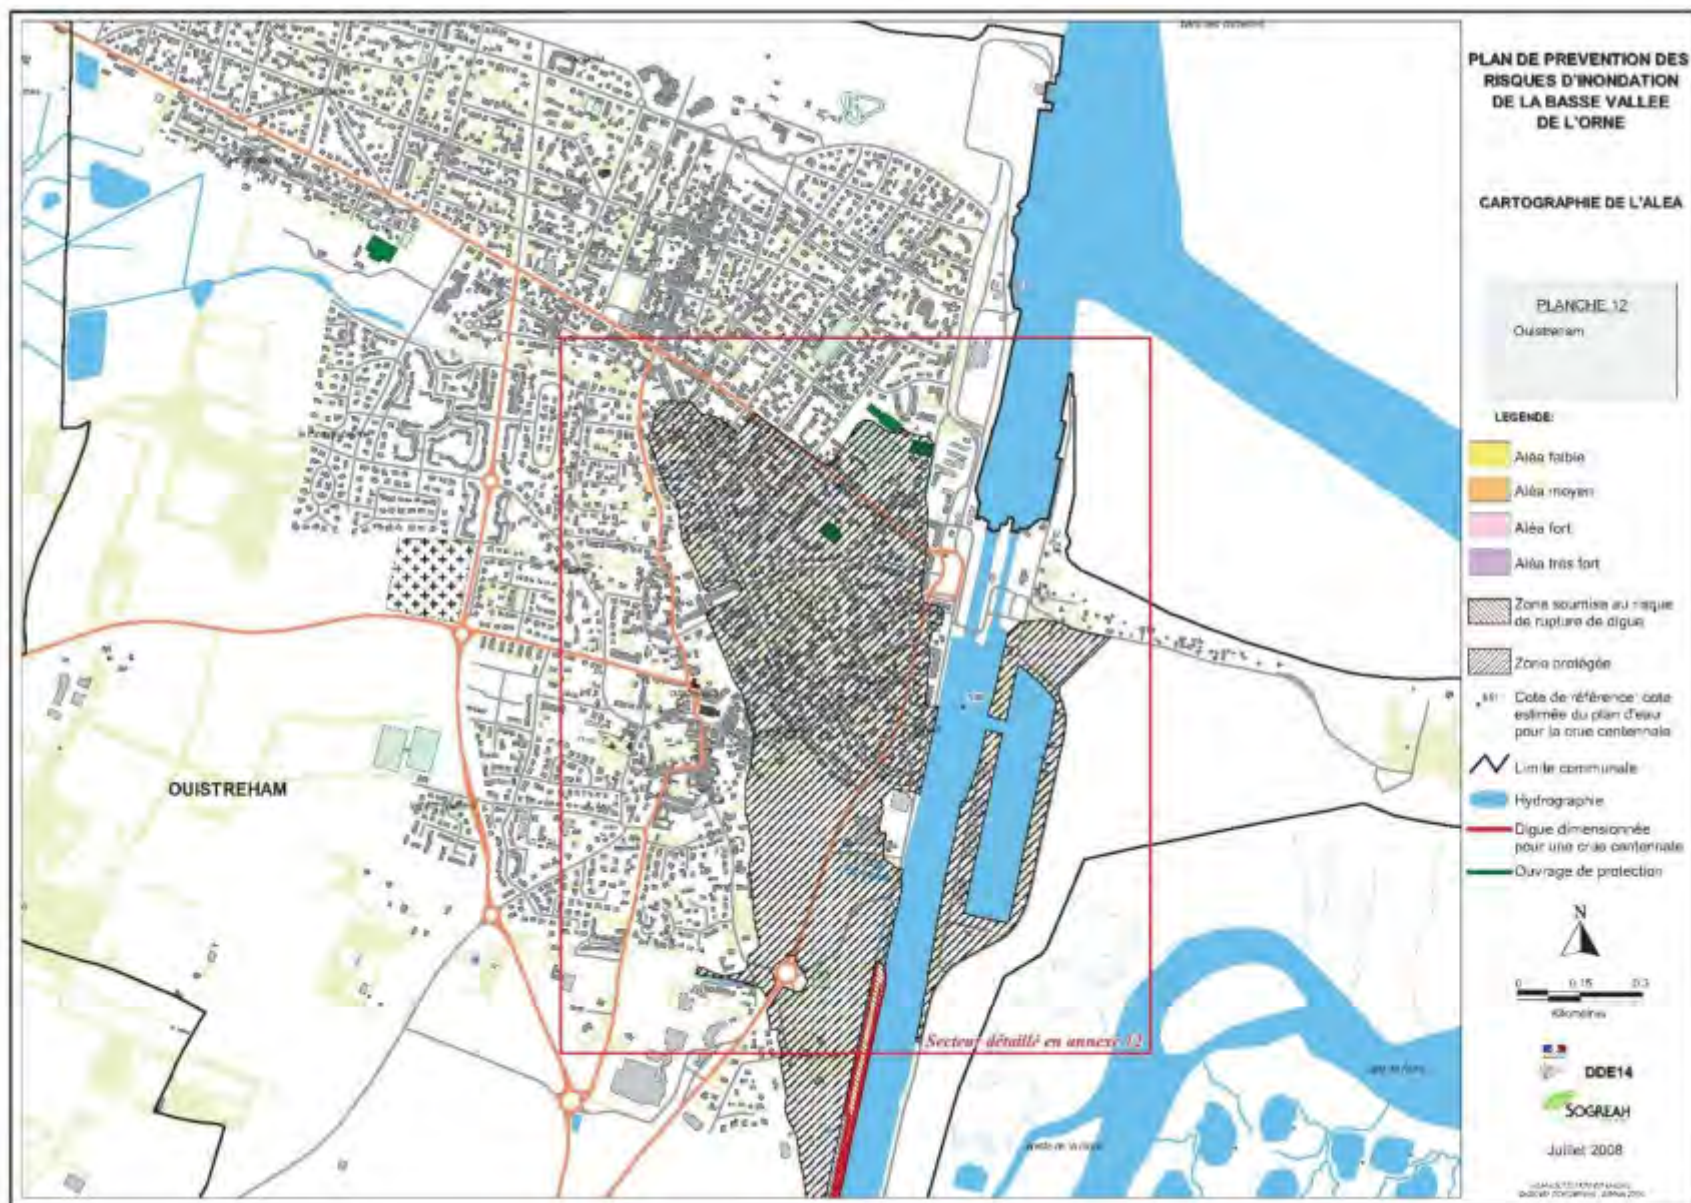 PLAN DE PREVENTION DES
RISQUES D'INONDATION
DE LA BASSE VALLEE
DE L'ORNE
CARTOGRAPHIE DE L'ALEA
PLANCHE 12
Ouistreham
LEGENDE:
Aléa faible
Aléa moyen
Aléa fort
Aléa très fort
Zone soumise au risque
de rupture de digue
Zone protégée
Cote de référence: cote
estimée du plan d'eau
pour la crue centennale
Limite communale
Hydrographie
Digue dimensionnée
pour une crue centennale
Ouvrage de protection
N
0 0.15 0.3
Kilomètres
DDE14
SOGREAH
Juillet 2008
OUISTREHAM
Secteur détaillé en annexe 12